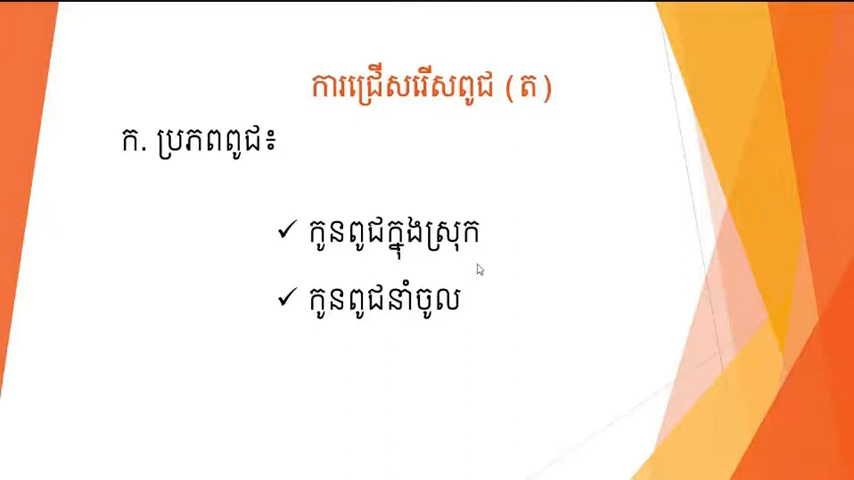 ការជ្រើសរើសពូជ (ត)
ក. ប្រភពពូជ៖
✓ កូនពូជក្នុងស្រុក
✓ កូនពូជនាំចូល